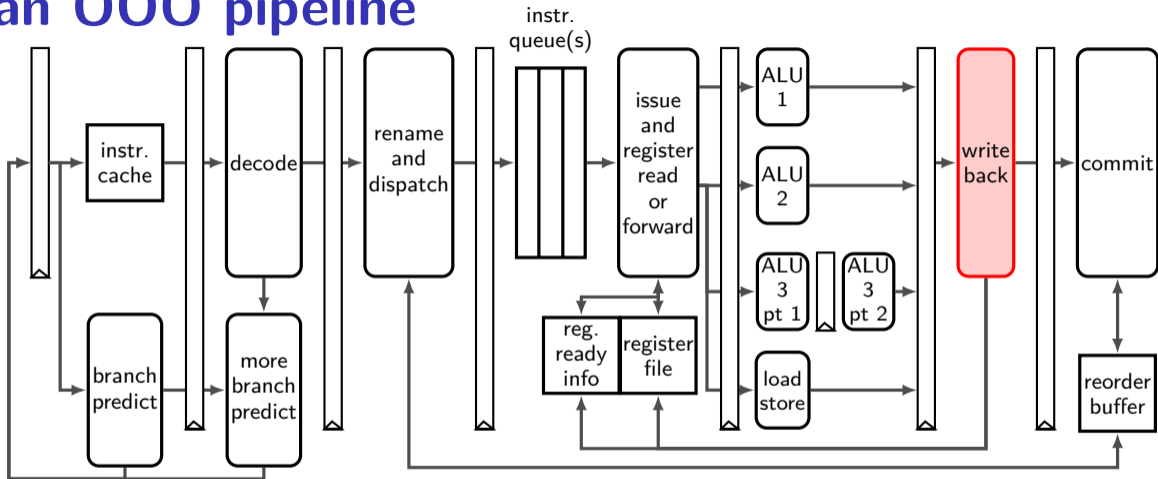 an OOO pipeline
instr.
queue(s)
instr.
cache
decode
rename
and
dispatch
issue
and
register
read
or
forward
ALU
1
ALU
2
ALU
3
pt 1
ALU
3
pt 2
load
store
write
back
commit
branch
predict
more
branch
predict
reg.
ready
info
register
file
reorder
buffer